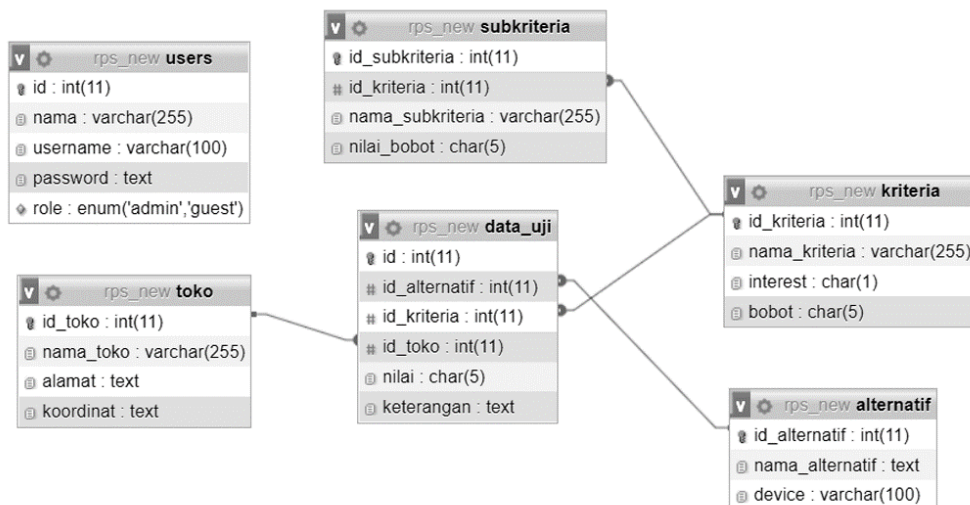 v rps_new users
id : int(11)
nama : varchar(255)
username : varchar(100)
password : text
role : enum('admin','guest')
v rps_new subkriteria
id_subkriteria : int(11)
id_kriteria : int(11)
nama_subkriteria : varchar(255)
nilai_bobot : char(5)
v rps_new kriteria
id_kriteria : int(11)
nama_kriteria : varchar(255)
interest : char(1)
bobot : char(5)
v rps_new data_uji
id : int(11)
# id_alternatif : int(11)
# id_kriteria : int(11)
# id_toko : int(11)
nilai : char(5)
keterangan : text
v rps_new toko
id_toko : int(11)
nama_toko : varchar(255)
alamat : text
koordinat : text
v rps_new alternatif
id_alternatif : int(11)
nama_alternatif : text
device : varchar(100)